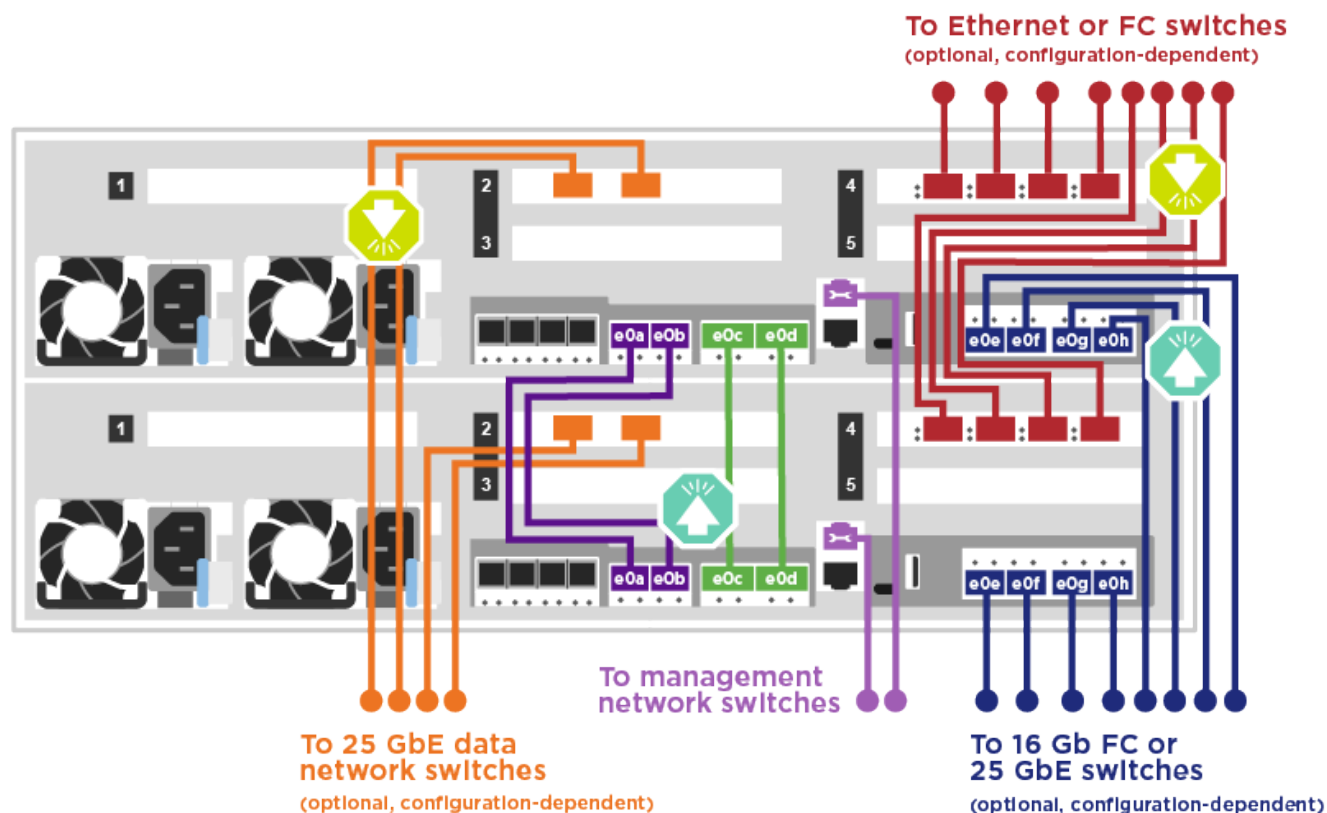 To Ethernet or FC switches
(optional, configuration-dependent)
1
2
4
3
5
e0a e0b e0c e0d
e0e e0f e0g e0h
1
2
4
3
5
e0a e0b e0c e0d
e0e e0f e0g e0h
To management
network switches
To 25 GbE data
network switches
(optional, configuration-dependent)
To 16 Gb FC or
25 GbE switches
(optional, configuration-dependent)